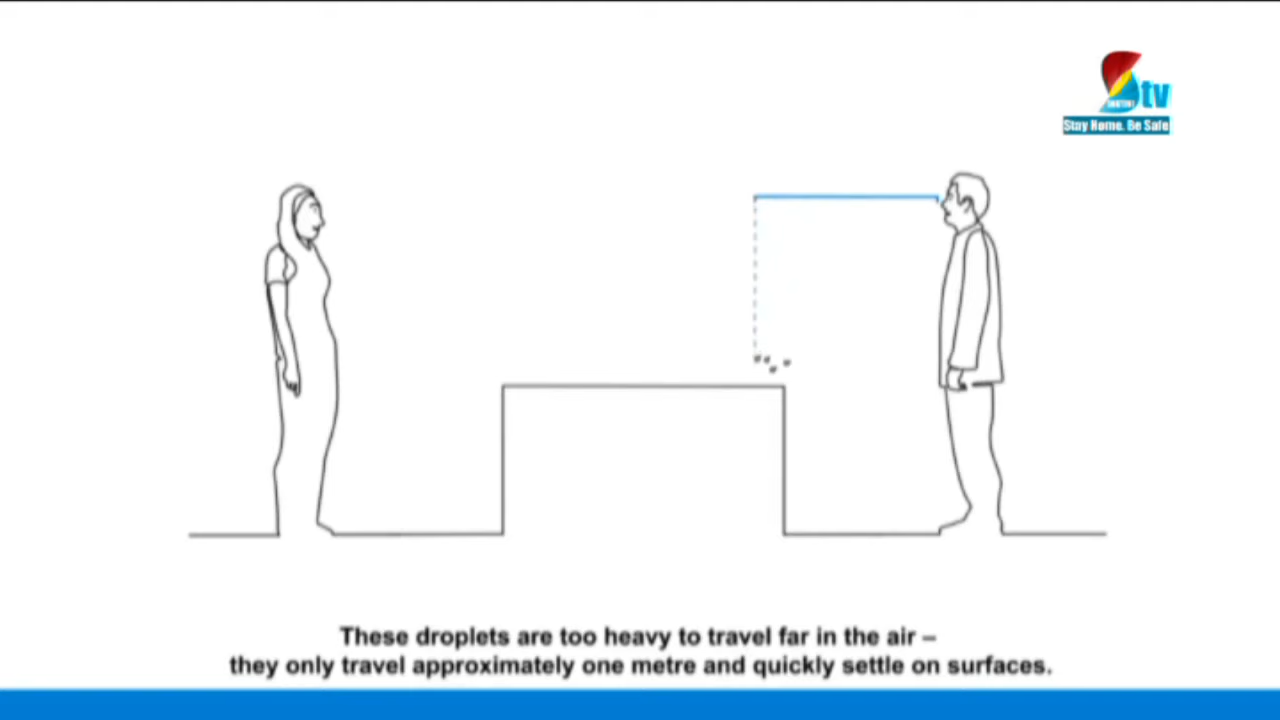 tv
Stay Home. Be Safe
These droplets are too heavy to travel far in the air –
they only travel approximately one metre and quickly settle on surfaces.